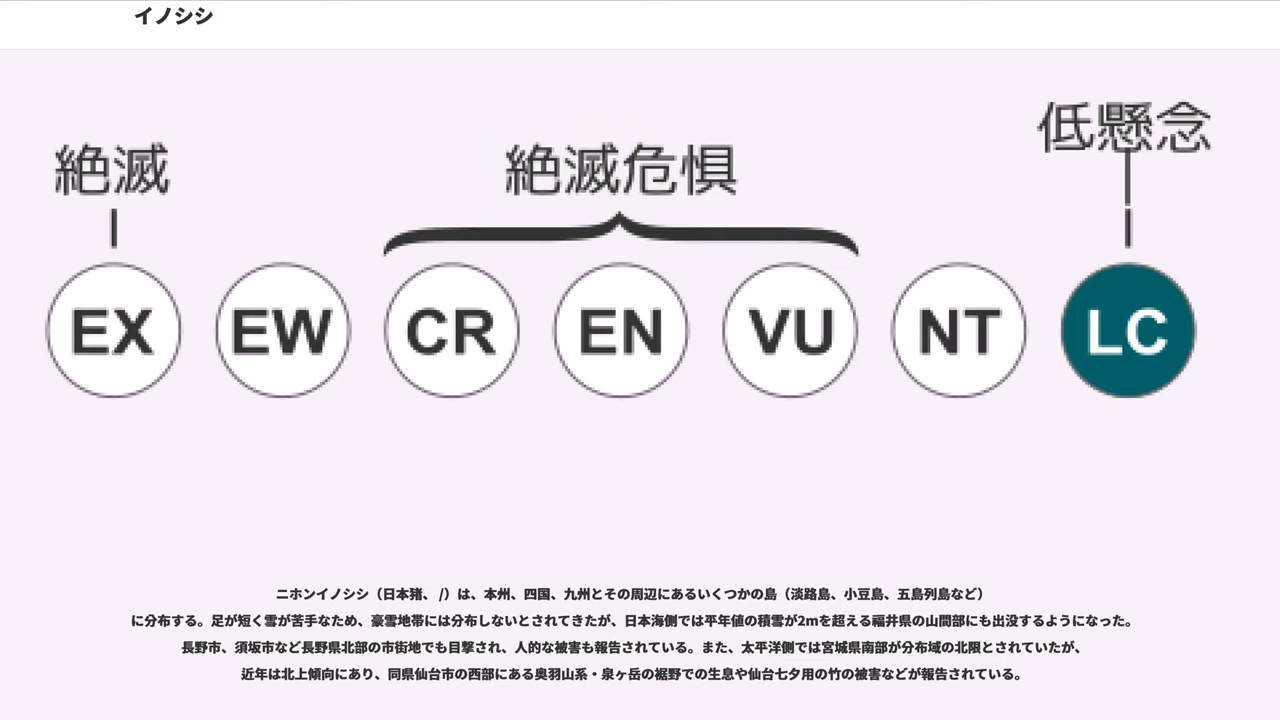 イノシシ
低懸念
絶滅
絶滅危惧
EX EW CR EN VU NT LC
ニホンイノシシ（日本猪、 /）は、本州、四国、九州とその周辺にあるいくつかの島（淡路島、小豆島、五島列島など）
に分布する。足が短く雪が苦手なため、豪雪地帯には分布しないとされてきたが、日本海側では平年値の積雪が2mを超える福井県の山間部にも出没するようになった。
長野市、須坂市など長野県北部の市街地でも目撃され、人的な被害も報告されている。また、太平洋側では宮城県南部が分布域の北限とされていたが、
近年は北上傾向にあり、同県仙台市の西部にある奥羽山系・泉ヶ岳の裾野での生息や仙台七夕用の竹の被害などが報告されている。